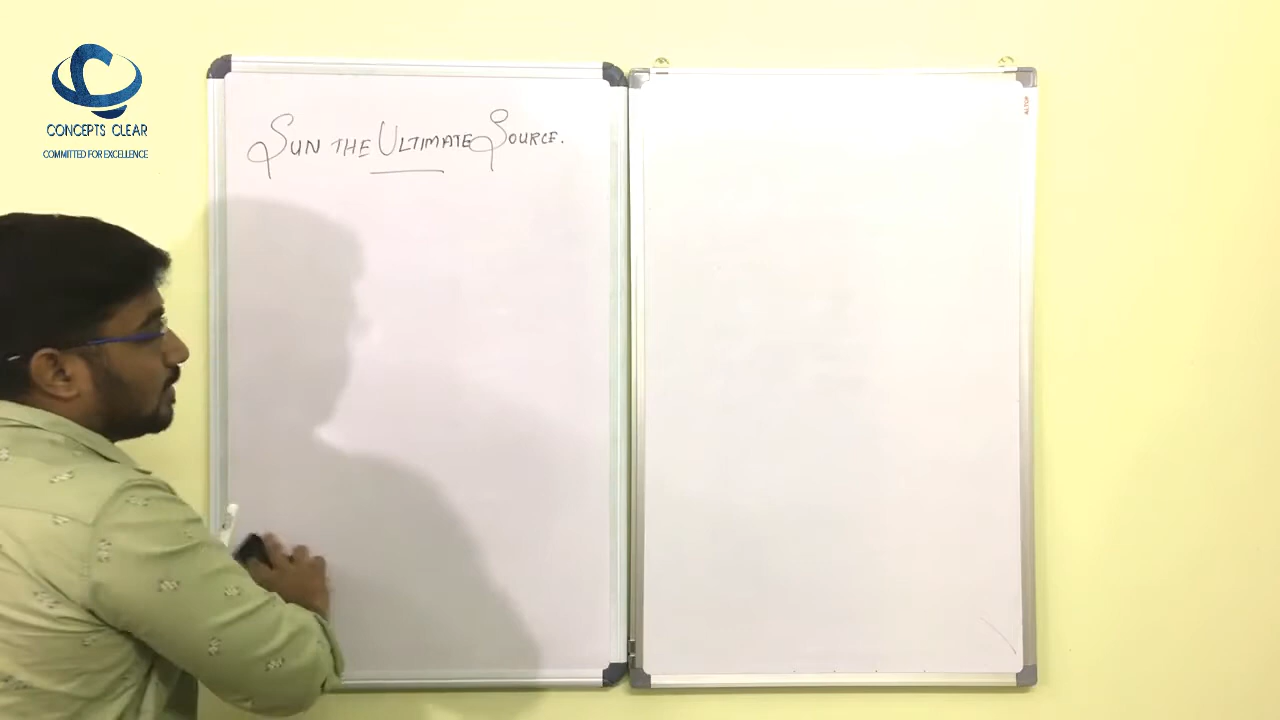 CONCEPTS CLEAR
COMMITTED FOR EXCELLENCE
SUN THE ULTIMATE SOURCE.